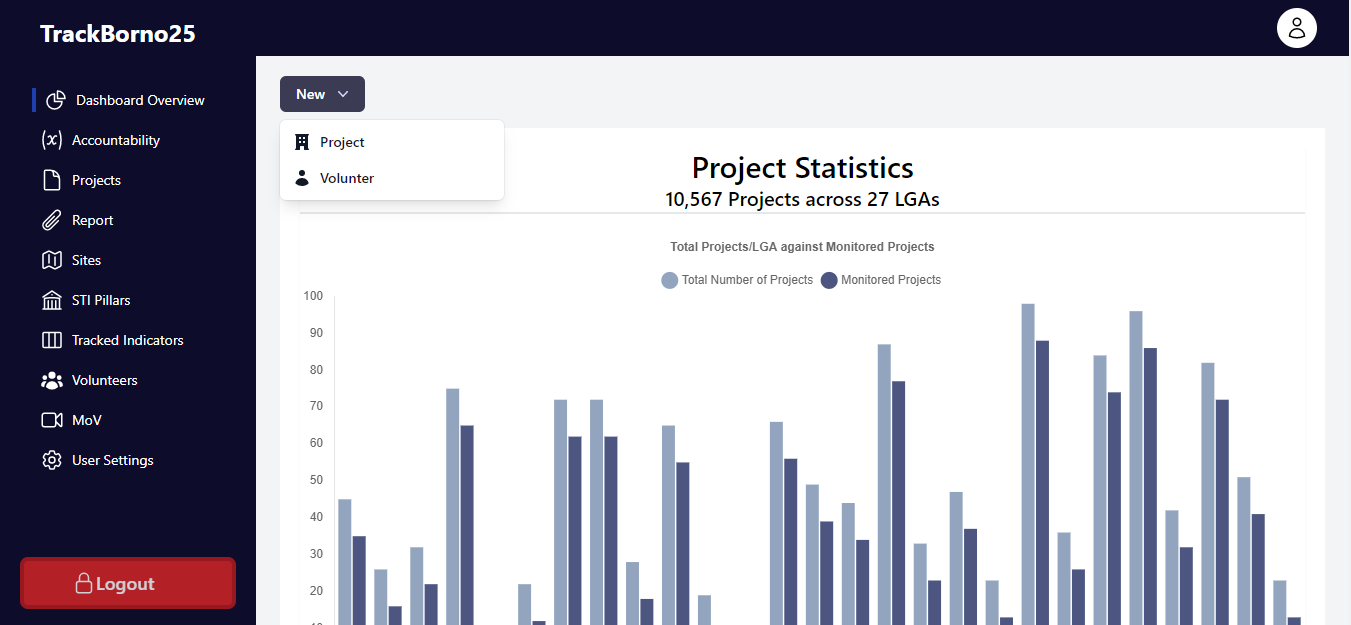 TrackBorno25
Dashboard Overview
Accountability
Projects
Report
Sites
STI Pillars
Tracked Indicators
Volunteers
MoV
User Settings
Logout
New
Project
Volunter
Project Statistics
10,567 Projects across 27 LGAs
Total Projects/LGA against Monitored Projects
Total Number of Projects Monitored Projects
100
90
80
70
60
50
40
30
20